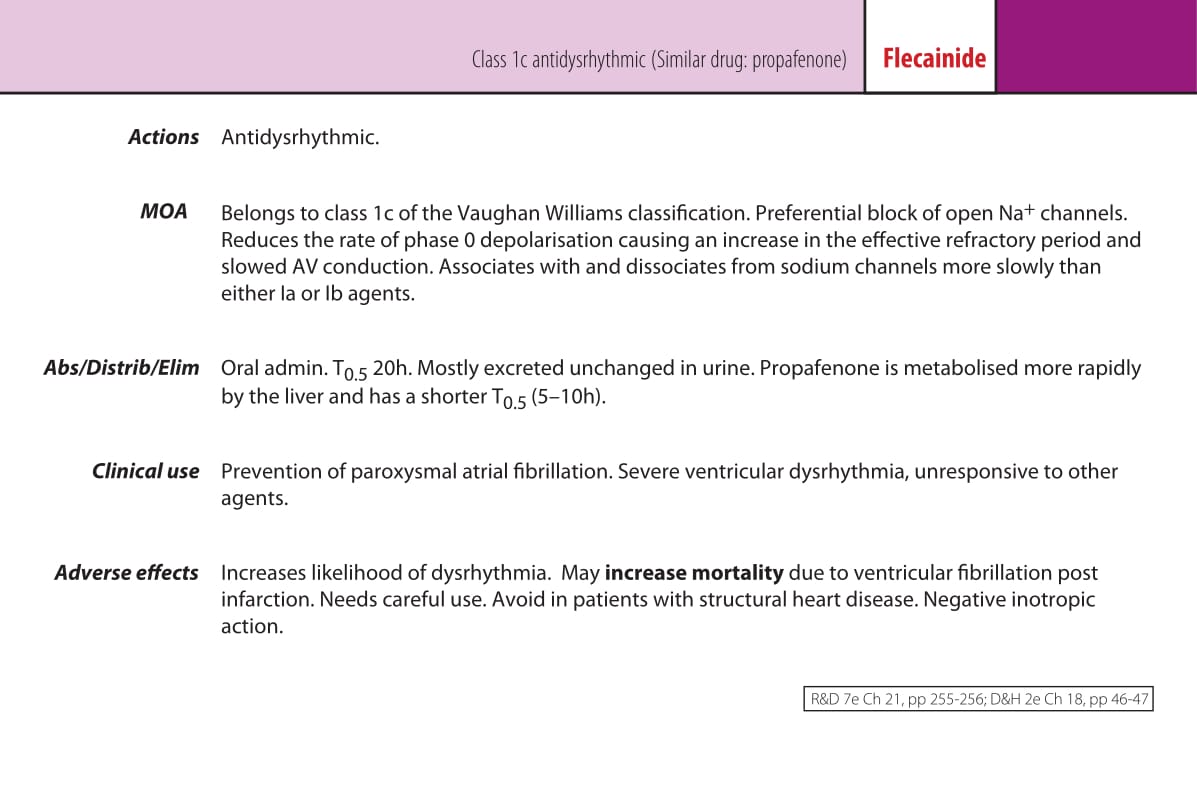 Class 1c antidysrhythmic (Similar drug: propafenone) Flecainide
Actions Antidysrhythmic.
MOA Belongs to class 1c of the Vaughan Williams classification. Preferential block of open Na+ channels.
Reduces the rate of phase 0 depolarisation causing an increase in the effective refractory period and
slowed AV conduction. Associates with and dissociates from sodium channels more slowly than
either Ia or Ib agents.
Abs/Distrib/Elim Oral admin. T0.5 20h. Mostly excreted unchanged in urine. Propafenone is metabolised more rapidly
by the liver and has a shorter T0.5 (5–10h).
Clinical use Prevention of paroxysmal atrial fibrillation. Severe ventricular dysrhythmia, unresponsive to other
agents.
Adverse effects Increases likelihood of dysrhythmia. May increase mortality due to ventricular fibrillation post
infarction. Needs careful use. Avoid in patients with structural heart disease. Negative inotropic
action.
R&D 7e Ch 21, pp 255-256; D&H 2e Ch 18, pp 46-47